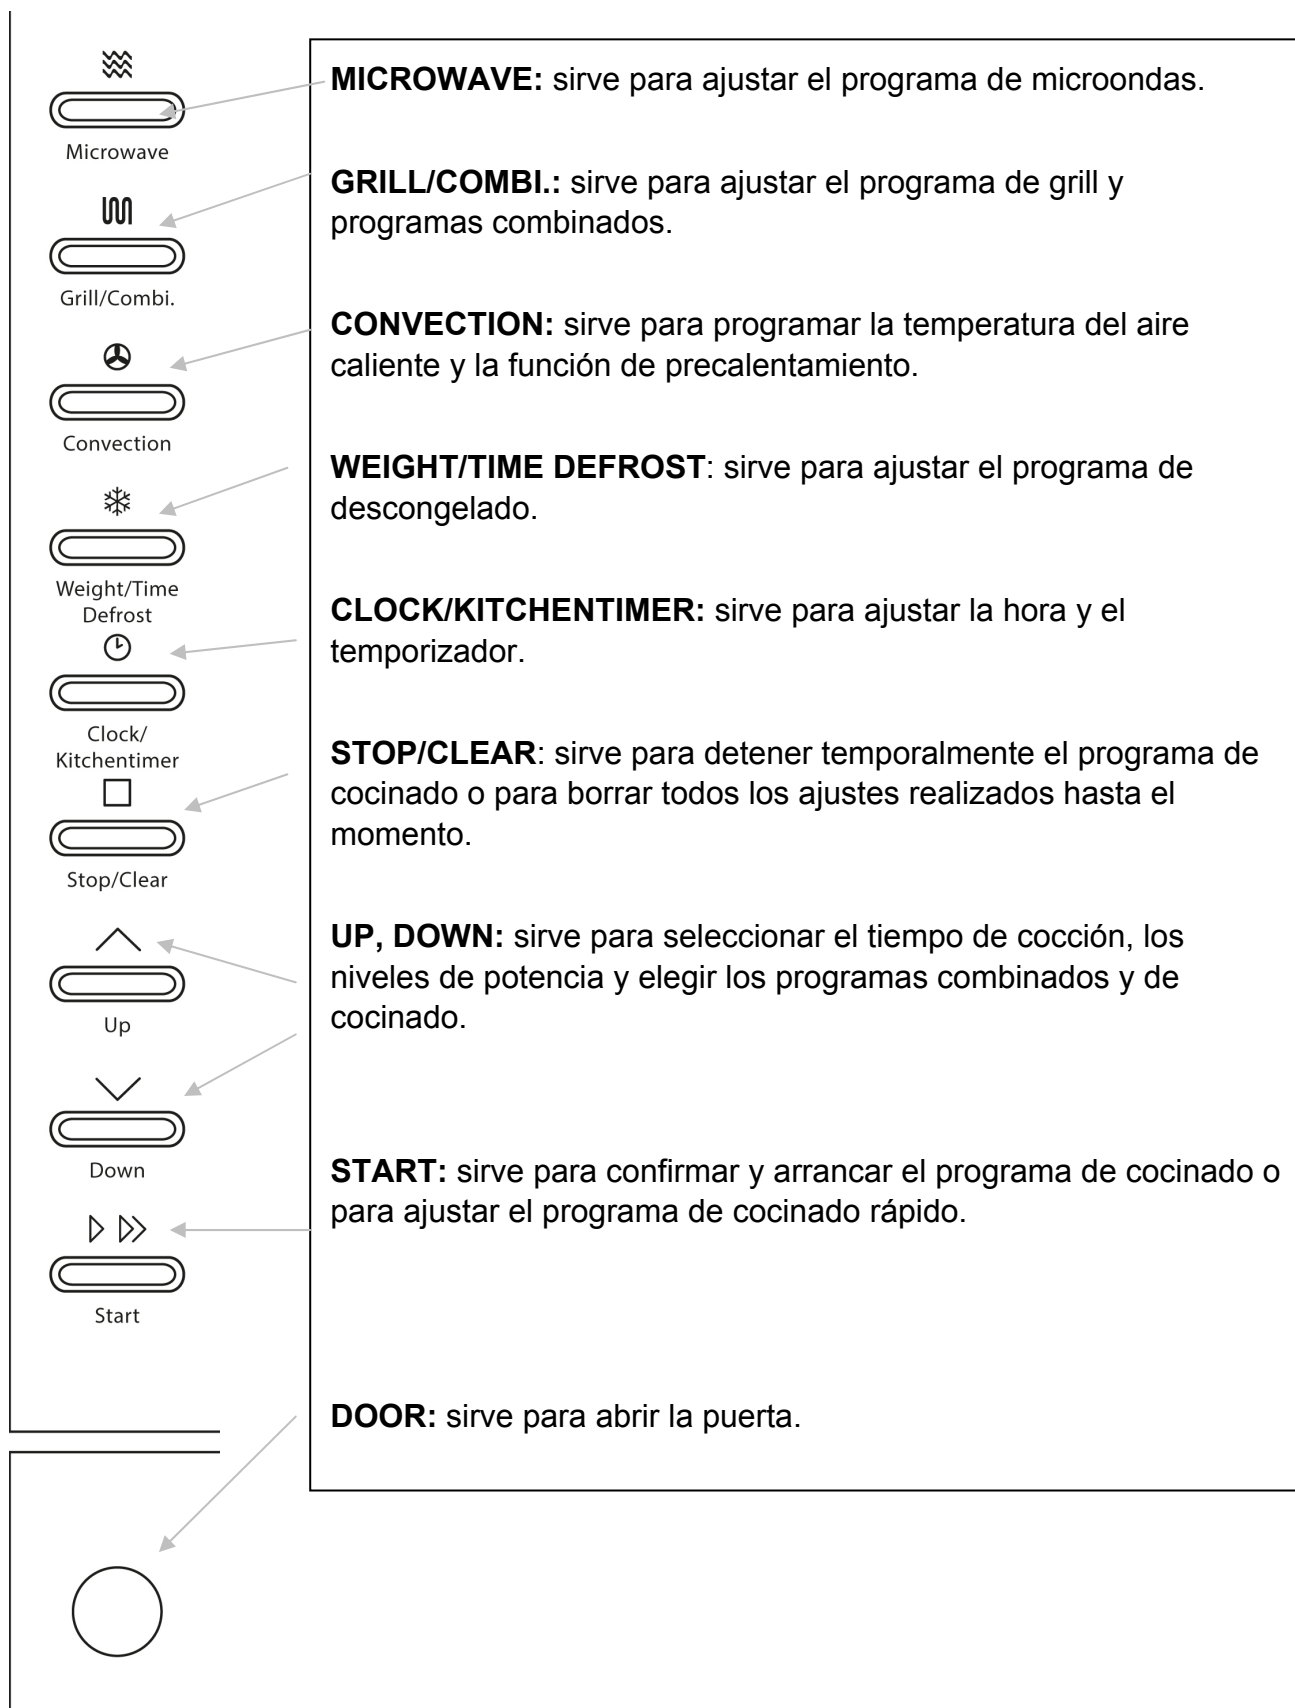 Microwave
Grill/Combi.
Convection
Weight/Time
Defrost
Clock/
Kitchentimer
Stop/Clear
Up
Down
Start
MICROWAVE: sirve para ajustar el programa de microondas.
GRILL/COMBI.: sirve para ajustar el programa de grill y
programas combinados.
CONVECTION: sirve para programar la temperatura del aire
caliente y la función de precalentamiento.
WEIGHT/TIME DEFROST: sirve para ajustar el programa de
descongelado.
CLOCK/KITCHENTIMER: sirve para ajustar la hora y el
temporizador.
STOP/CLEAR: sirve para detener temporalmente el programa de
cocinado o para borrar todos los ajustes realizados hasta el
momento.
UP, DOWN: sirve para seleccionar el tiempo de cocción, los
niveles de potencia y elegir los programas combinados y de
cocinado.
START: sirve para confirmar y arrancar el programa de cocinado o
para ajustar el programa de cocinado rápido.
DOOR: sirve para abrir la puerta.